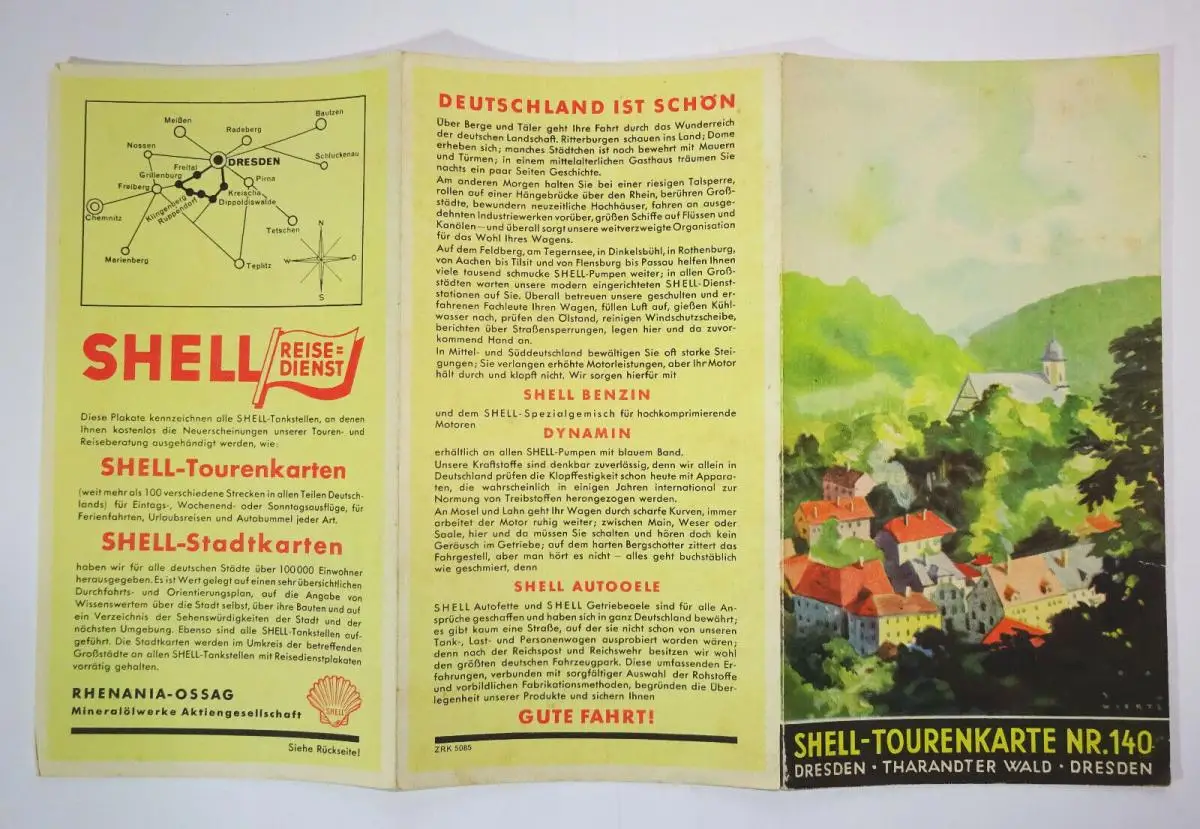 Meißen
Bautzen
Radeberg
Nossen
DRESDEN
Schluckenau
Freital
Grillenburg
Pirna
Freiberg
Kreischa
Klingenberg
Dippoldiswalde
Ruppendorf
Chemnitz
Tetschen
N
Marienberg
Teplitz
W
O
S
SHELL REISE=
DIENST
Diese Plakate kennzeichnen alle SHELL-Tankstellen, an denen
Ihnen kostenlos die Neuerscheinungen unserer Touren- und
Reiseberatung ausgehändigt werden, wie:
SHELL-Tourenkarten
(weit mehr als 100 verschiedene Strecken in allen Teilen Deutsch-
lands) für Eintags-, Wochenend- oder Sonntagsausflüge, für
Ferienfahrten, Urlaubsreisen und Autobummel jeder Art.
SHELL-Stadtkarten
haben wir für alle deutschen Städte über 100000 Einwohner
herausgegeben. Es ist Wert gelegt auf einen sehr übersichtlichen
Durchfahrts- und Orientierungsplan, auf die Angabe von
Wissenswertem über die Stadt selbst, über ihre Bauten und auf
ein Verzeichnis der Sehenswürdigkeiten der Stadt und der
nächsten Umgebung. Ebenso sind alle SHELL-Tankstellen auf-
geführt. Die Stadtkarten werden im Umkreis der betreffenden
Großstädte an allen SHELL-Tankstellen mit Reisedienstplakaten
vorrätig gehalten.
RHENANIA-OSSAG
Mineralölwerke Aktiengesellschaft
SHELL
Siehe Rückseite!
DEUTSCHLAND IST SCHÖN
Über Berge und Täler geht Ihre Fahrt durch das Wunderreich
der deutschen Landschaft. Ritterburgen schauen ins Land; Dome
erheben sich; manches Städtchen ist noch bewehrt mit Mauern
und Türmen; in einem mittelalterlichen Gasthaus träumen Sie
nachts ein paar Seiten Geschichte.
Am anderen Morgen halten Sie bei einer riesigen Talsperre,
rollen auf einer Hängebrücke über den Rhein, berühren Groß-
städte, bewundern neuzeitliche Hochhäuser, fahren an ausge-
dehnten Industriewerken vorüber, grüßen Schiffe auf Flüssen und
Kanälen — und überall sorgt unsere weitverzweigte Organisation
für das Wohl Ihres Wagens.
Auf dem Feldberg, am Tegernsee, in Dinkelsbühl, in Rothenburg,
von Aachen bis Tilsit und von Flensburg bis Passau helfen Ihnen
viele tausend schmucke SHELL-Pumpen weiter; in allen Groß-
städten warten unsere modern eingerichteten SHELL-Dienst-
stationen auf Sie. Überall betreuen unsere geschulten und er-
fahrenen Fachleute Ihren Wagen, füllen Luft auf, gießen Kühl-
wasser nach, prüfen den Ölstand, reinigen Windschutzscheibe,
berichten über Straßensperrungen, legen hier und da zuvor-
kommend Hand an.
In Mittel- und Süddeutschland bewältigen Sie oft starke Stei-
gungen; Sie verlangen erhöhte Motorleistungen, aber Ihr Motor
hält durch und klopft nicht. Wir sorgen hierfür mit
SHELL BENZIN
und dem SHELL-Spezialgemisch für hochkomprimierende
Motoren
DYNAMIN
erhältlich an allen SHELL-Pumpen mit blauem Band.
Unsere Kraftstoffe sind denkbar zuverlässig, denn wir allein in
Deutschland prüfen die Klopffestigkeit schon heute mit Appara-
ten, die wahrscheinlich in einigen Jahren international zur
Normung von Treibstoffen herangezogen werden.
An Mosel und Lahn geht Ihr Wagen durch scharfe Kurven, immer
arbeitet der Motor ruhig weiter; zwischen Main, Weser oder
Saale, hier und da müssen Sie schalten und hören doch kein
Geräusch im Getriebe; auf dem harten Bergschotter zittert das
Fahrgestell, aber man hört es nicht — alles geht buchstäblich
wie geschmiert, denn
SHELL AUTOOELE
SHELL Autofette und SHELL Getriebeoele sind für alle An-
sprüche geschaffen und haben sich in ganz Deutschland bewährt;
es gibt kaum eine Straße, auf der sie nicht schon von unseren
Tank-, Last- und Personenwagen ausprobiert worden wären;
denn nach der Reichspost und Reichswehr besitzen wir wohl
den größten deutschen Fahrzeugpark. Diese umfassenden Er-
fahrungen, verbunden mit sorgfältiger Auswahl der Rohstoffe
und vorbildlichen Fabrikationsmethoden, begründen die Über-
legenheit unserer Produkte und sichern Ihnen
GUTE FAHRT!
ZRK 5085
WIERTZ
SHELL-TOURENKARTE NR.140
DRESDEN · THARANDTER WALD · DRESDEN